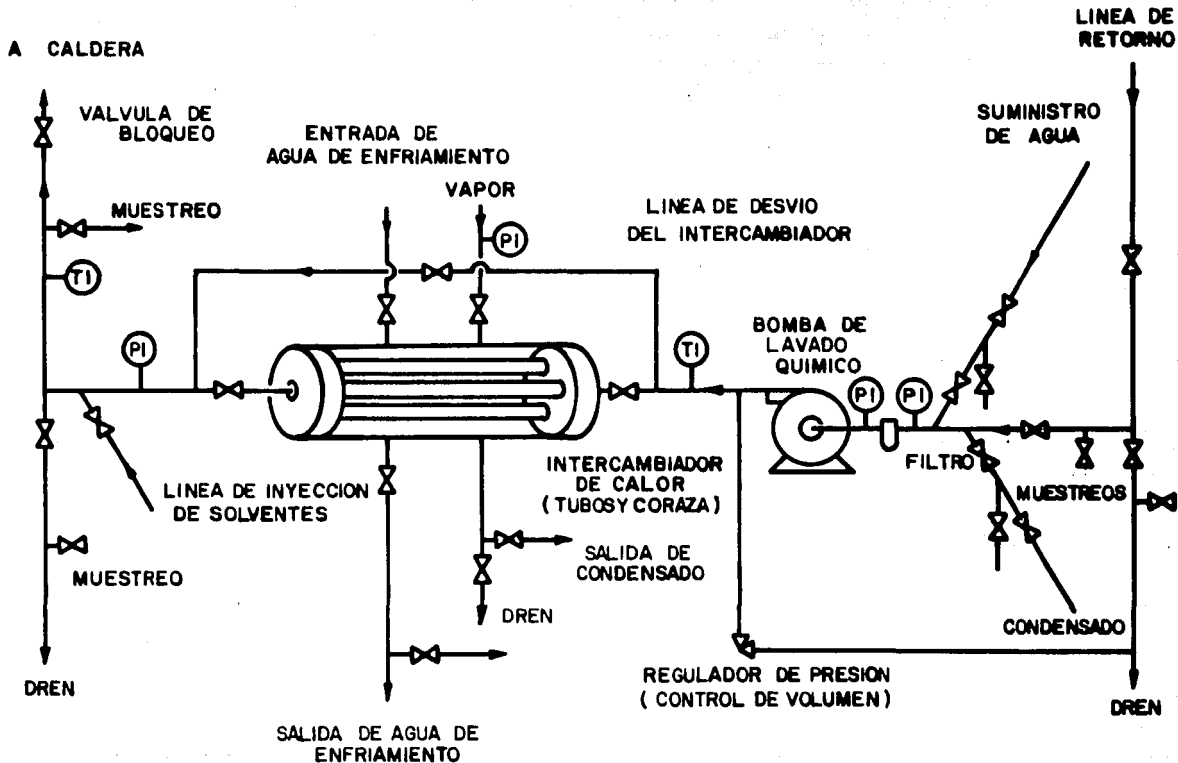 LINEA DE
RETORNO
A CALDERA
VALVULA DE
BLOQUEO
ENTRADA DE
AGUA DE ENFRIAMIENTO
SUMINISTRO
DE AGUA
VAPOR
MUESTREO
LINEA DE DESVIO
DEL INTERCAMBIADOR
PI
TI
PI
TI
BOMBA DE
LAVADO
QUIMICO
PI
PI
FILTRO
LINEA DE INYECCION
DE SOLVENTES
INTERCAMBIADOR
DE CALOR
(TUBOS Y CORAZA)
MUESTREOS
MUESTREO
SALIDA DE
CONDENSADO
DREN
CONDENSADO
DREN
REGULADOR DE PRESION
(CONTROL DE VOLUMEN)
DREN
SALIDA DE AGUA DE
ENFRIAMIENTO